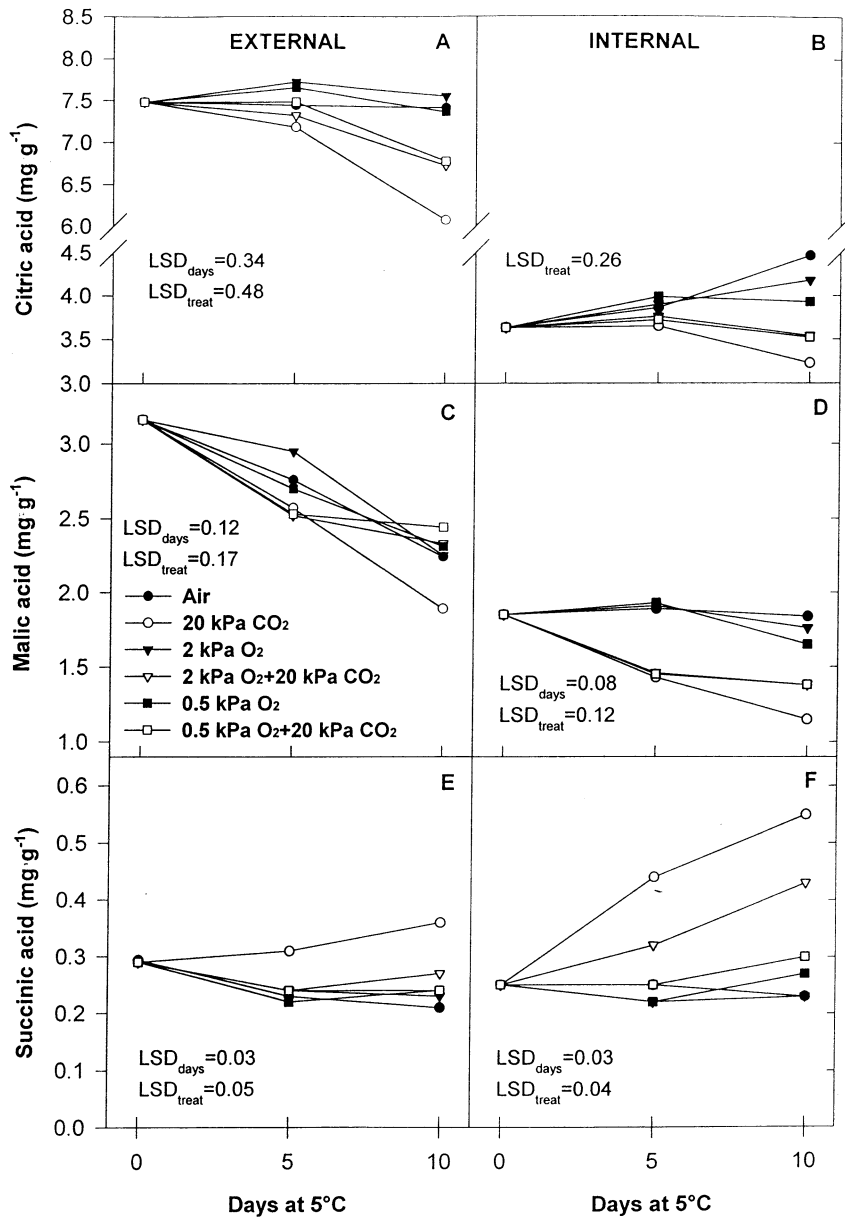 EXTERNAL A
INTERNAL B
Citric acid (mg g⁻¹)
8.5
8.0
7.5
7.0
6.5
6.0
4.5
4.0
3.5
3.0
LSDdays=0.34
LSDtreat=0.48
LSDtreat=0.26
C
D
Malic acid (mg·g⁻¹)
3.0
2.5
2.0
1.5
1.0
LSDdays=0.12
LSDtreat=0.17
Air
20 kPa CO₂
2 kPa O₂
2 kPa O₂+20 kPa CO₂
0.5 kPa O₂
0.5 kPa O₂+20 kPa CO₂
LSDdays=0.08
LSDtreat=0.12
E
F
Succinic acid (mg·g⁻¹)
0.6
0.5
0.4
0.3
0.2
0.1
0.0
LSDdays=0.03
LSDtreat=0.05
LSDdays=0.03
LSDtreat=0.04
0 5 10
0 5 10
Days at 5°C
Days at 5°C